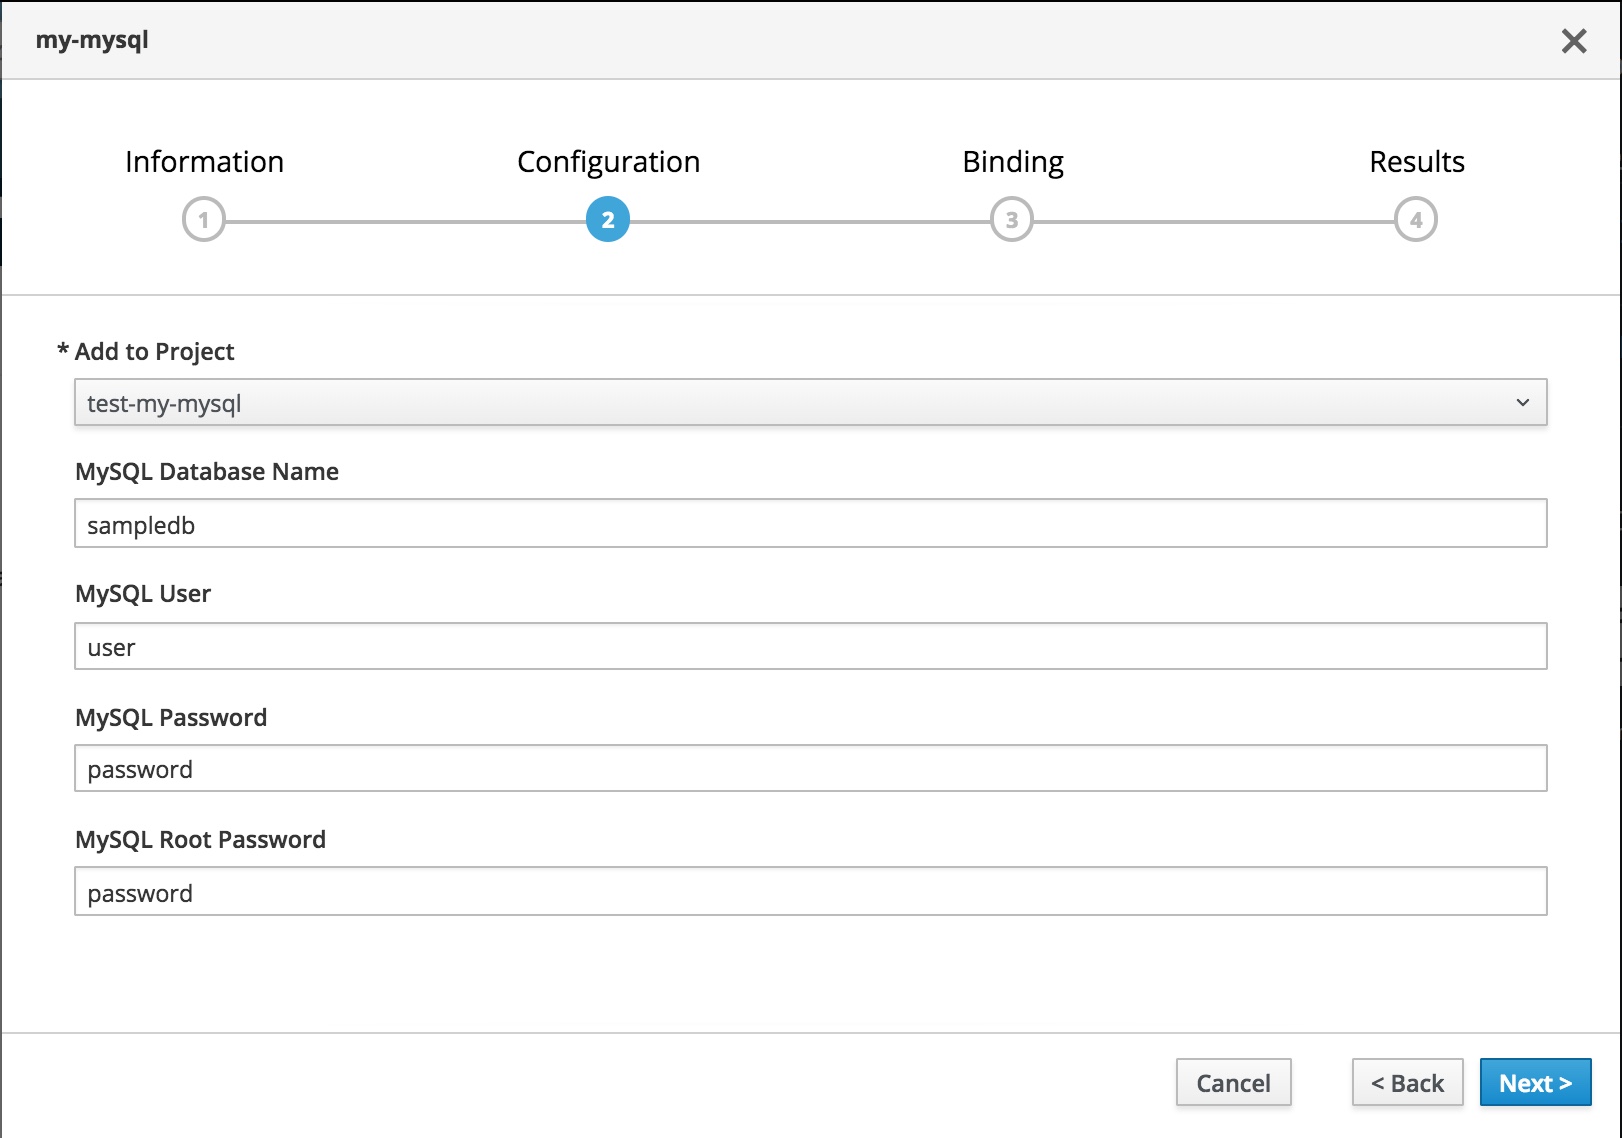 my-mysql
Information Configuration Binding Results
1 2 3 4
* Add to Project
test-my-mysql
MySQL Database Name
sampledb
MySQL User
user
MySQL Password
password
MySQL Root Password
password
Cancel < Back Next >